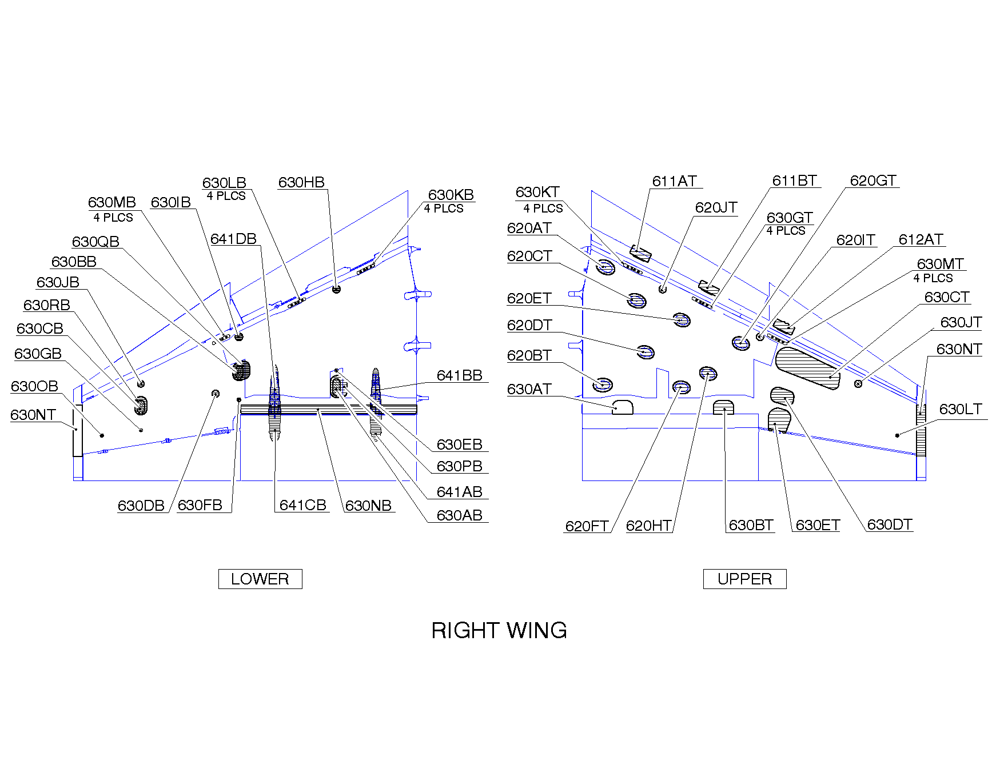 630LB
4 PLCS
630HB
630MB
4 PLCS
630IB
630KB
4 PLCS
630QB
641DB
630BB
630JB
630RB
630CB
630GB
630OB
630NT
641BB
630EB
630PB
641AB
630AB
630DB
630FB
641CB
630NB
LOWER
611AT
611BT
620GT
630KT
4 PLCS
620JT
630GT
4 PLCS
620AT
620IT
612AT
620CT
630MT
4 PLCS
620ET
630CT
620DT
630JT
620BT
630NT
630AT
630LT
620FT
620HT
630BT
630ET
630DT
UPPER
RIGHT WING